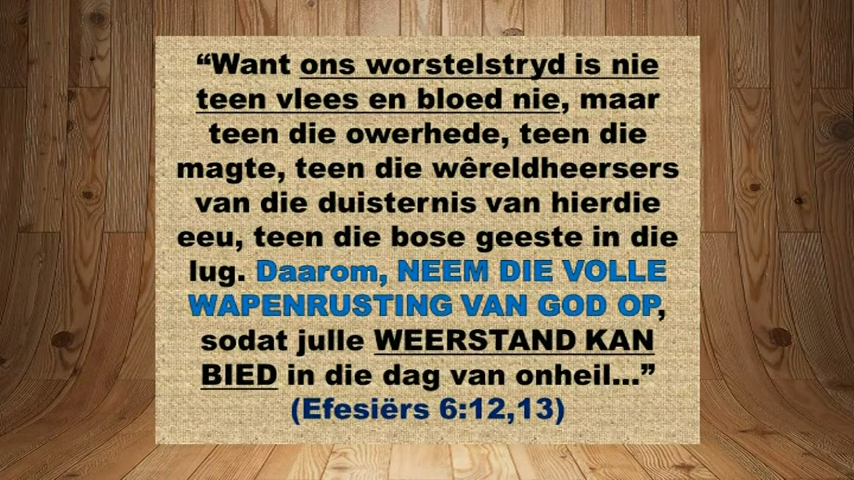 “Want ons worstelstryd is nie
teen vlees en bloed nie, maar
teen die owerhede, teen die
magte, teen die wêreldheersers
van die duisternis van hierdie
eeu, teen die bose geeste in die
lug. Daarom, NEEM DIE VOLLE
WAPENRUSTING VAN GOD OP,
sodat julle WEERSTAND KAN
BIED in die dag van onheil...”
(Efesiërs 6:12,13)